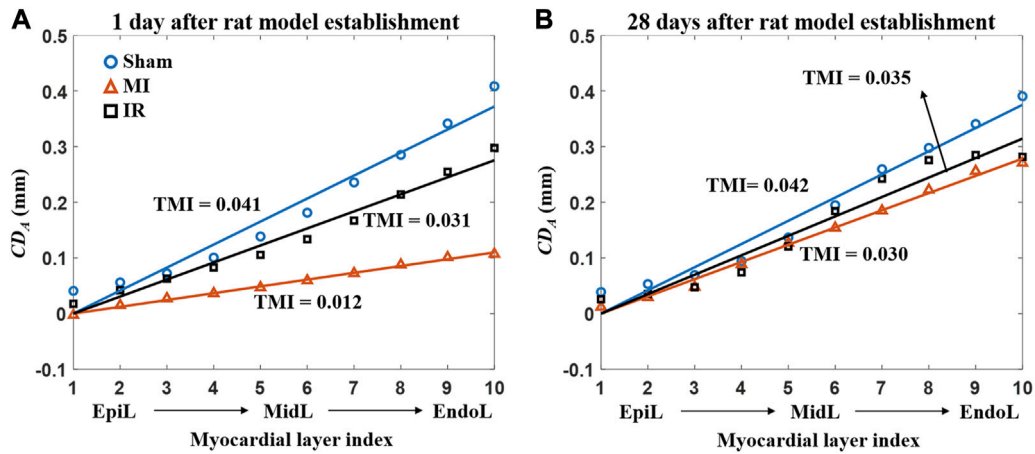 A
1 day after rat model establishment
0.5
0.4
0.3
0.2
0.1
0
-0.1
CD_A (mm)
Sham
MI
IR
TMI = 0.041
TMI = 0.031
TMI = 0.012
1 2 3 4 5 6 7 8 9 10
EpiL MidL EndoL
Myocardial layer index
B
28 days after rat model establishment
0.5
0.4
0.3
0.2
0.1
0
-0.1
CD_A (mm)
TMI = 0.035
TMI= 0.042
TMI = 0.030
1 2 3 4 5 6 7 8 9 10
EpiL MidL EndoL
Myocardial layer index